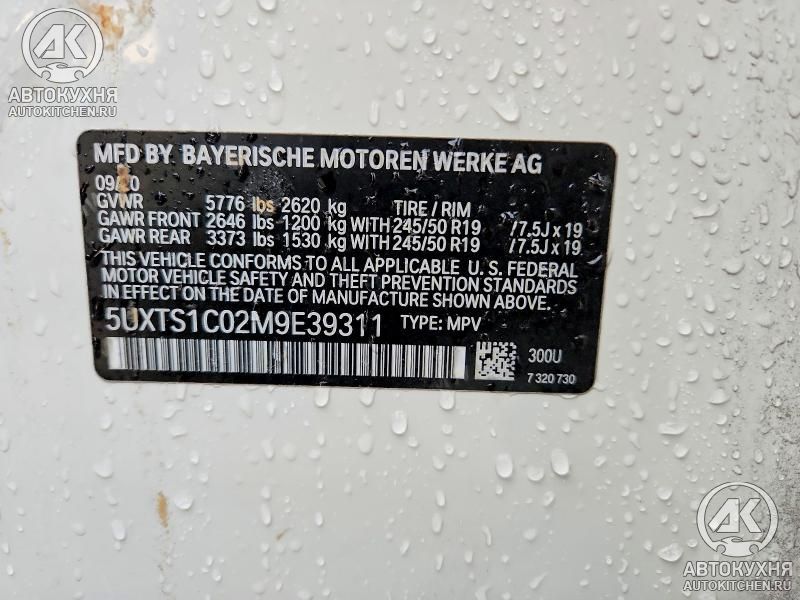 АК
АВТОКУХНЯ
AUTOKITCHEN.RU
MFD BY BAYERISCHE MOTOREN WERKE AG
GVWR 5776 lbs 2620 kg TIRE / RIM
GAWR FRONT 2646 lbs 1200 kg WITH 245/50 R19 /7.5J x 19
GAWR REAR 3373 lbs 1530 kg WITH 245/50 R19 /7.5J x 19
THIS VEHICLE CONFORMS TO ALL APPLICABLE U. S. FEDERAL
MOTOR VEHICLE SAFETY AND THEFT PREVENTION STANDARDS
IN EFFECT ON THE DATE OF MANUFACTURE SHOWN ABOVE.
5UXTS1C02M9E39311 TYPE: MPV
300U
7 320 730
АК
АВТОКУХНЯ
AUTOKITCHEN.RU